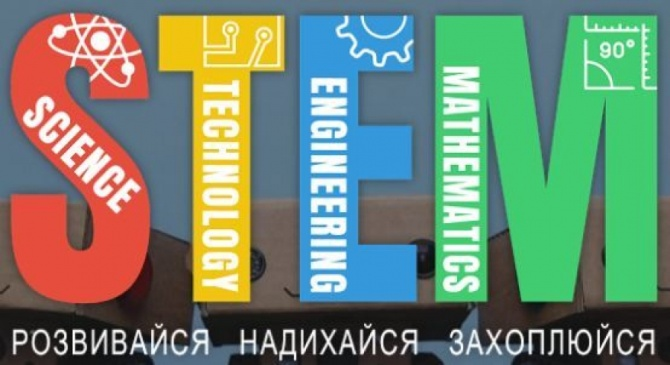 STEM
SCIENCE
TECHNOLOGY
ENGINEERING
MATHEMATICS
90°
РОЗВИВАЙСЯ НАДИХАЙСЯ ЗАХОПЛЮЙСЯ